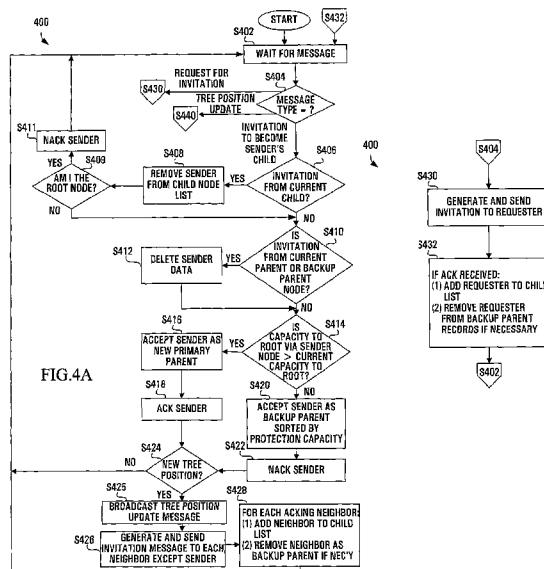 400
START
S432
S402
WAIT FOR MESSAGE
REQUEST FOR
INVITATION
S404
S430
TREE POSITION
UPDATE
MESSAGE
TYPE = ?
S440
S411
NACK SENDER
INVITATION
TO BECOME
SENDER'S
CHILD
S406
400
S409
YES
AM I THE
ROOT NODE?
NO
S408
REMOVE SENDER
FROM CHILD NODE
LIST
YES
INVITATION
FROM CURRENT
CHILD?
NO
S404
S430
GENERATE AND SEND
INVITATION TO REQUESTER
S432
IF ACK RECEIVED:
(1) ADD REQUESTER TO CHILD
LIST
(2) REMOVE REQUESTER
FROM BACKUP PARENT
RECORDS IF NECESSARY
S402
IS
INVITATION
FROM CURRENT
PARENT OR BACKUP
PARENT
NODE?
S410
S412
DELETE SENDER
DATA
YES
NO
S416
ACCEPT SENDER AS
NEW PRIMARY
PARENT
YES
IS
CAPACITY TO
ROOT VIA SENDER
NODE > CURRENT
CAPACITY TO
ROOT?
S414
NO
FIG.4A
S418
ACK SENDER
S420
ACCEPT SENDER AS
BACKUP PARENT
SORTED BY
PROTECTION CAPACITY
S422
NACK SENDER
S424
NO
NEW TREE
POSITION?
YES
S425
BROADCAST TREE POSITION
UPDATE MESSAGE
S426
GENERATE AND SEND
INVITATION MESSAGE TO EACH
NEIGHBOR EXCEPT SENDER
S428
FOR EACH ACKING NEIGHBOR:
(1) ADD NEIGHBOR TO CHILD
LIST
(2) REMOVE NEIGHBOR AS
BACKUP PARENT IF NEC'Y